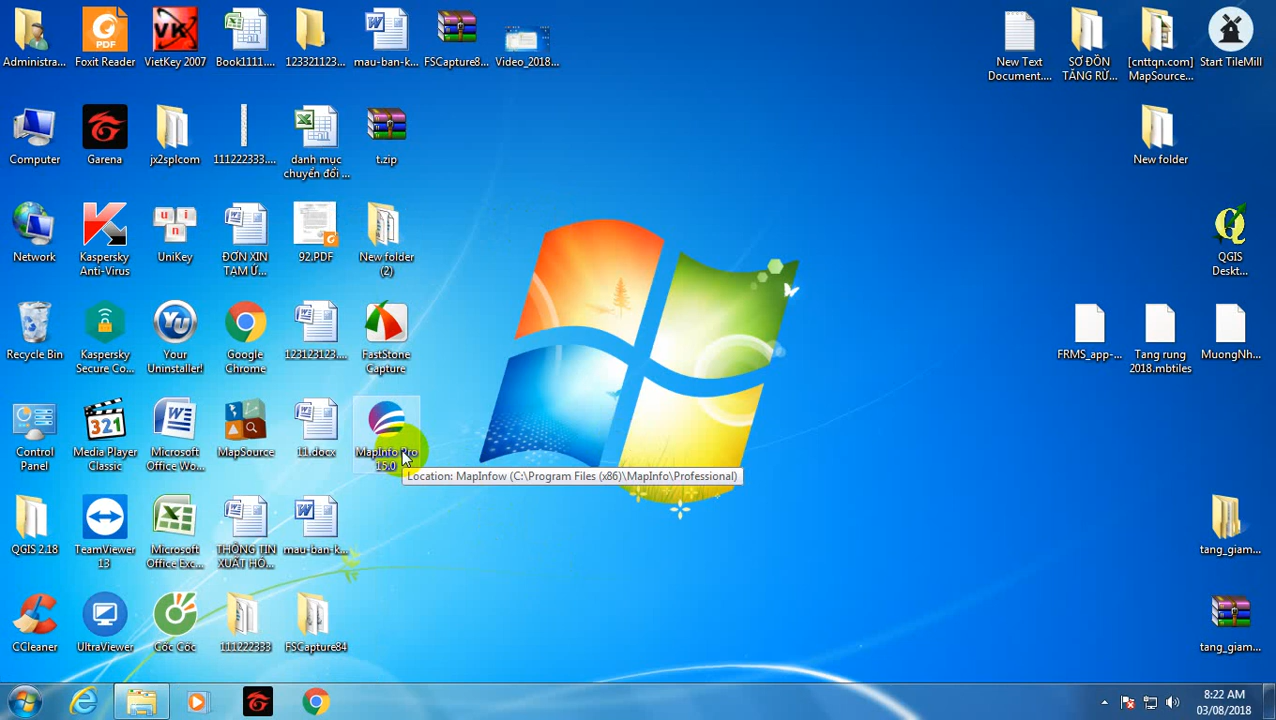 Administra...
Foxit Reader
VietKey 2007
Book1111....
123321123...
mau-ban-k...
FSCapture8...
Video_2018...
New Text
Document....
SƠ ĐỒN
TĂNG RỪ...
[cnttqn.com]
MapSource...
Start TileMill
Computer
Garena
jx2splcom
111222333....
danh mục
chuyển đổi ...
t.zip
New folder
Network
Kaspersky
Anti-Virus
UniKey
ĐƠN XIN
TẠM Ứ...
92.PDF
New folder
(2)
QGIS
Deskt...
Recycle Bin
Kaspersky
Secure Co...
Your
Uninstaller!
Google
Chrome
123123123....
FastStone
Capture
FRMS_app-...
Tang rung
2018.mbtiles
MuongNh...
Control
Panel
Media Player
Classic
Microsoft
Office Wo...
MapSource
11.docx
MapInfo Pro
15.0
Location: MapInfow (C:\Program Files (x86)\MapInfo\Professional)
QGIS 2.18
TeamViewer
13
Microsoft
Office Exc...
THÔNG TIN
XUẤT HÓ...
mau-ban-k...
tang_giam...
CCleaner
UltraViewer
Cốc Cốc
111222333
FSCapture84
tang_giam...
8:22 AM
03/08/2018